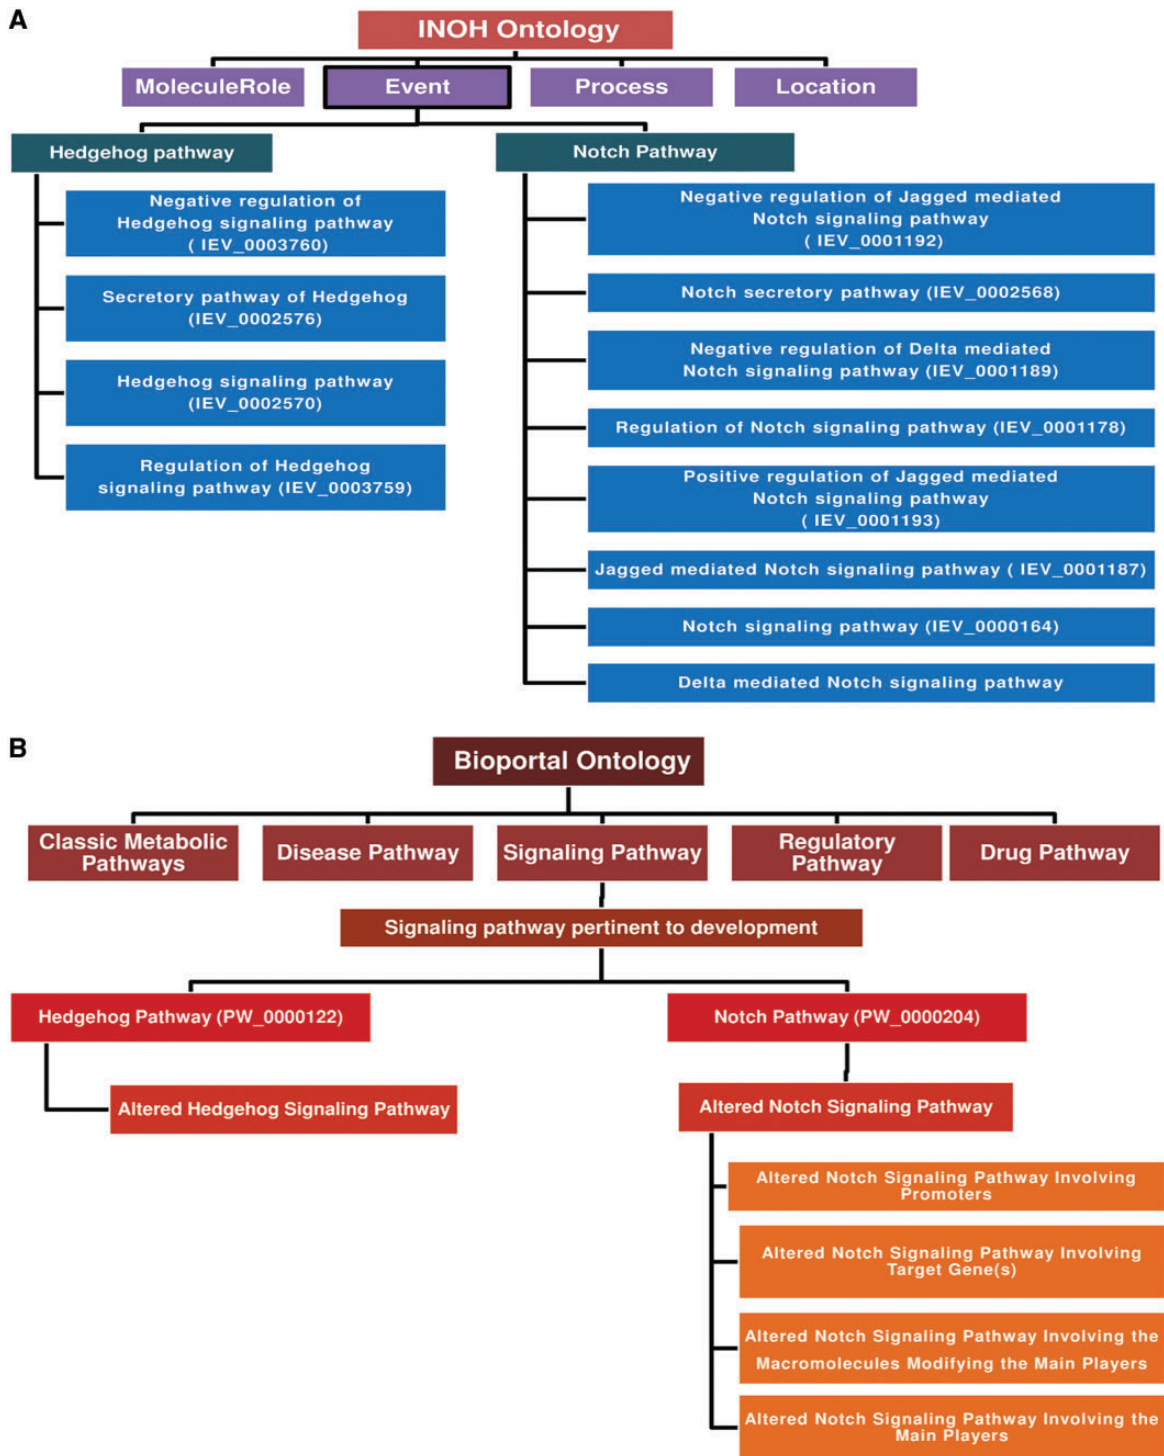 A
INOH Ontology
MoleculeRole
Event
Process
Location
Hedgehog pathway
Notch Pathway
Negative regulation of
Hedgehog signaling pathway
( IEV_0003760)
Secretory pathway of Hedgehog
(IEV_0002576)
Hedgehog signaling pathway
(IEV_0002570)
Regulation of Hedgehog
signaling pathway (IEV_0003759)
Negative regulation of Jagged mediated
Notch signaling pathway
( IEV_0001192)
Notch secretory pathway (IEV_0002568)
Negative regulation of Delta mediated
Notch signaling pathway (IEV_0001189)
Regulation of Notch signaling pathway (IEV_0001178)
Positive regulation of Jagged mediated
Notch signaling pathway
( IEV_0001193)
Jagged mediated Notch signaling pathway ( IEV_0001187)
Notch signaling pathway (IEV_0000164)
Delta mediated Notch signaling pathway
B
Bioportal Ontology
Classic Metabolic
Pathways
Disease Pathway
Signaling Pathway
Regulatory
Pathway
Drug Pathway
Signaling pathway pertinent to development
Hedgehog Pathway (PW_0000122)
Notch Pathway (PW_0000204)
Altered Hedgehog Signaling Pathway
Altered Notch Signaling Pathway
Altered Notch Signaling Pathway Involving
Promoters
Altered Notch Signaling Pathway Involving
Target Gene(s)
Altered Notch Signaling Pathway Involving the
Macromolecules Modifying the Main Players
Altered Notch Signaling Pathway Involving the
Main Players